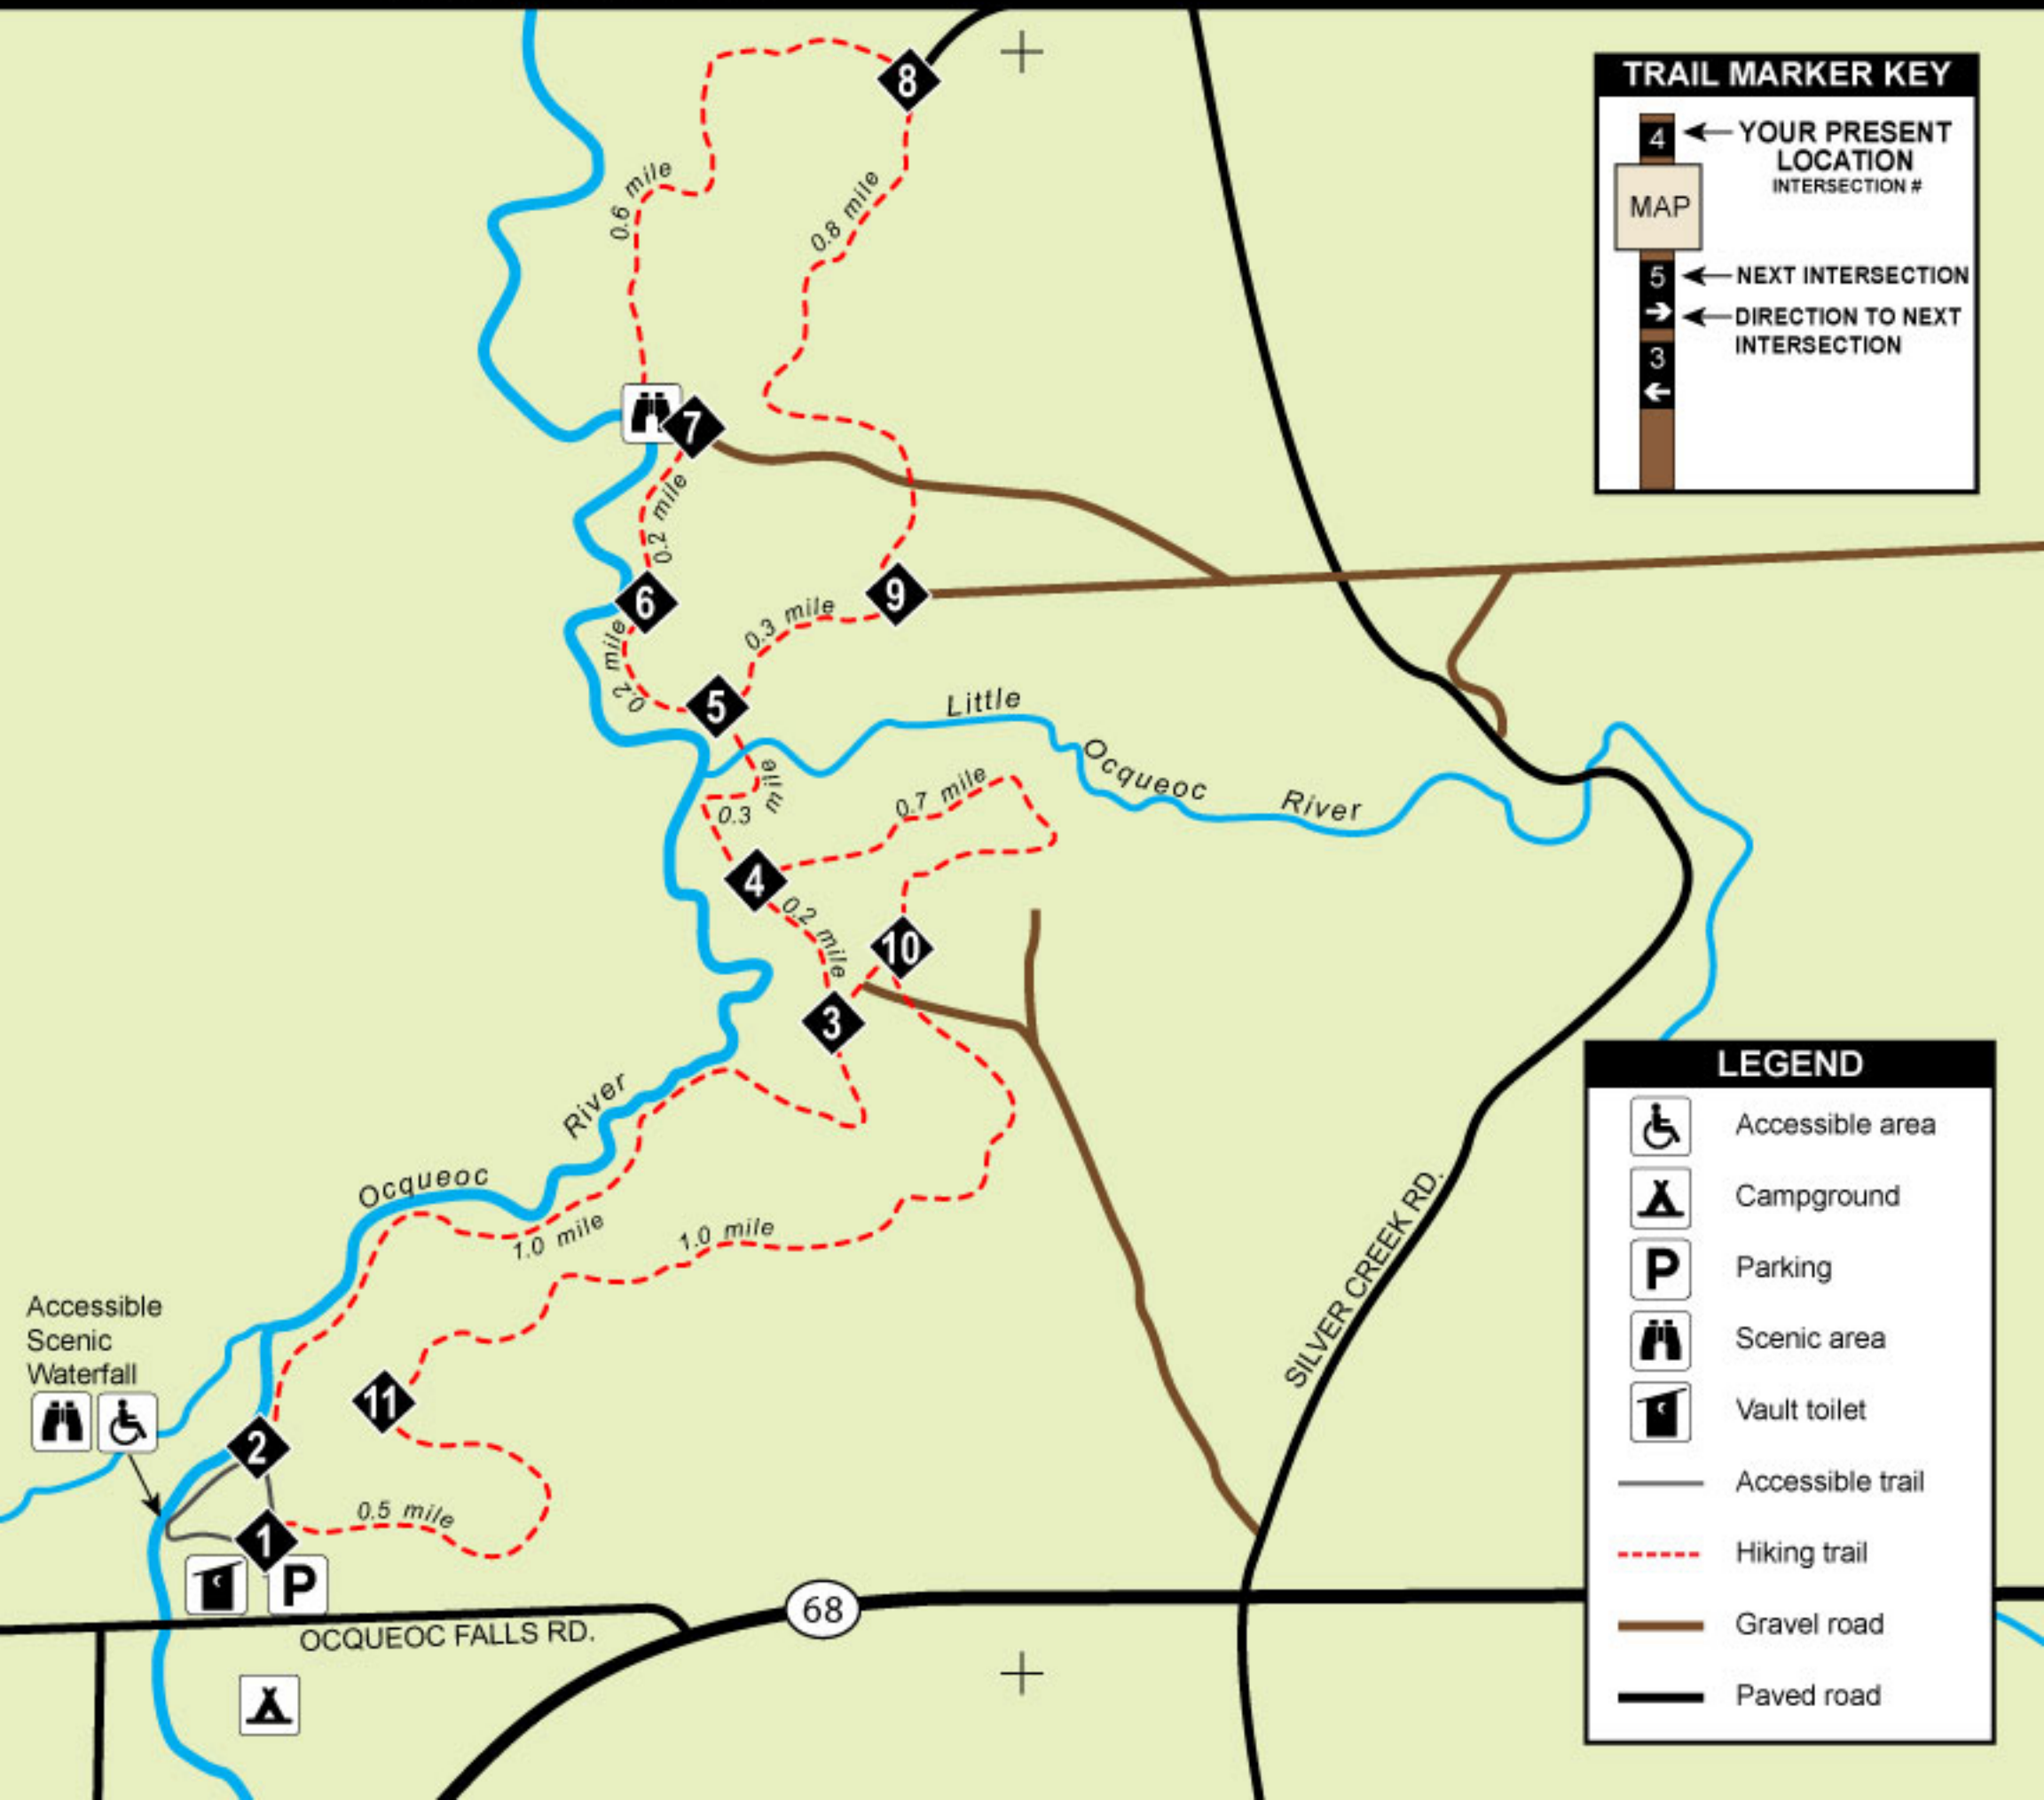 8
0.6 mile
0.8 mile
7
0.2 mile
6
9
0.2 mile
0.3 mile
5
Little
Ocqueoc
River
0.3 mile
0.7 mile
4
0.2 mile
10
3
River
Ocqueoc
1.0 mile
1.0 mile
Accessible
Scenic
Waterfall
11
2
0.5 mile
1
P
OCQUEOC FALLS RD.
68
SILVER CREEK RD.
TRAIL MARKER KEY
4
YOUR PRESENT
LOCATION
INTERSECTION #
MAP
5
NEXT INTERSECTION
DIRECTION TO NEXT
INTERSECTION
3
LEGEND
Accessible area
Campground
P Parking
Scenic area
Vault toilet
Accessible trail
Hiking trail
Gravel road
Paved road